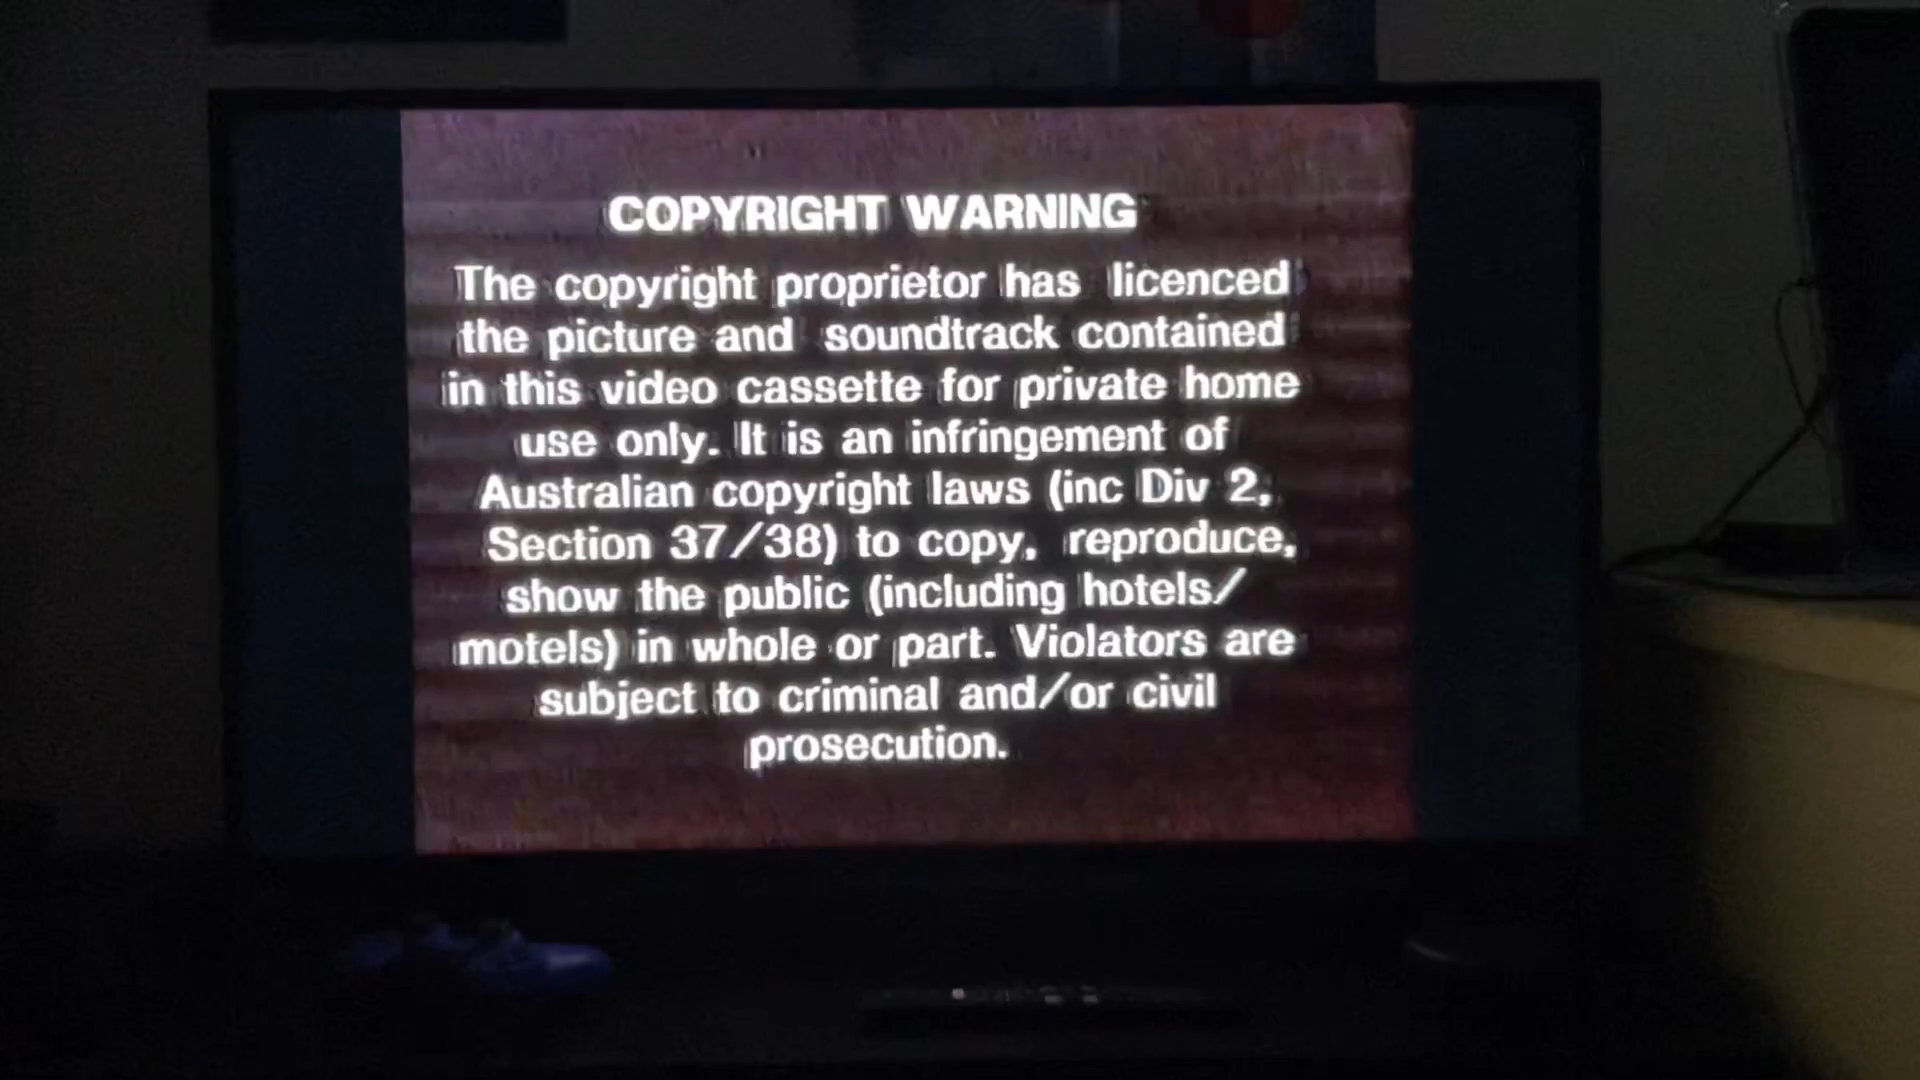 COPYRIGHT WARNING
The copyright proprietor has licenced
the picture and soundtrack contained
in this video cassette for private home
use only. It is an infringement of
Australian copyright laws (inc Div 2,
Section 37/38) to copy, reproduce,
show the public (including hotels/
motels) in whole or part. Violators are
subject to criminal and/or civil
prosecution.